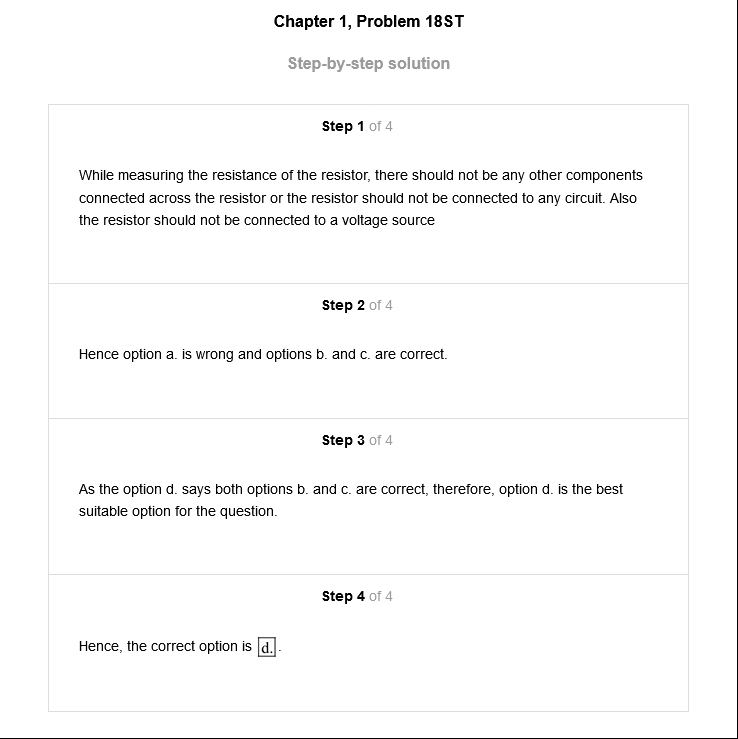 Chapter 1, Problem 18ST
Step-by-step solution
Step 1 of 4
While measuring the resistance of the resistor, there should not be any other components
connected across the resistor or the resistor should not be connected to any circuit. Also
the resistor should not be connected to a voltage source
Step 2 of 4
Hence option a. is wrong and options b. and c. are correct.
Step 3 of 4
As the option d. says both options b. and c. are correct, therefore, option d. is the best
suitable option for the question.
Step 4 of 4
Hence, the correct option is d. .